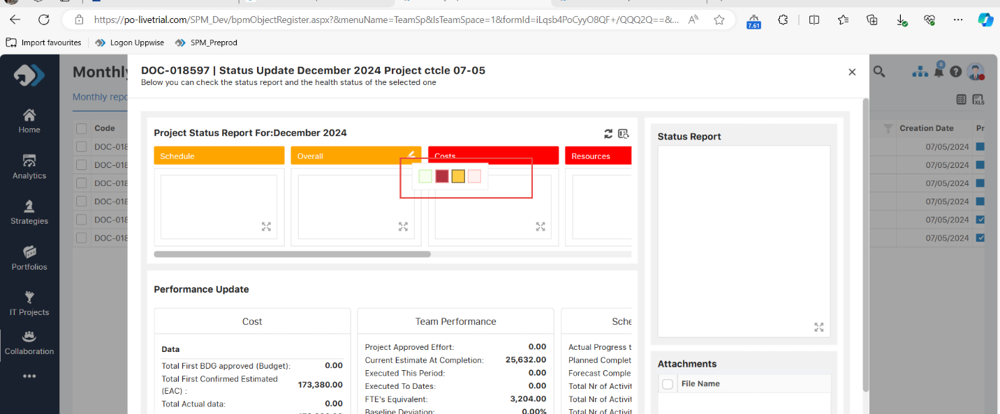 https://po-livetrial.com/SPM_Dev/bpmObjectRegister.aspx?&menuName=TeamSp&IsTeamSpace=1&formId=iLqsb4PoCyyO8QF+/QQQ2Q==&...
7.61
Import favourites
Logon Uppwise
SPM_Preprod
Home
Analytics
Strategies
Portfolios
IT Projects
Collaboration
Monthly
Monthly repo
Code
DOC-018
DOC-018
DOC-018
DOC-018
DOC-018
DOC-018
DOC-018597 | Status Update December 2024 Project ctcle 07-05
Below you can check the status report and the health status of the selected one
Project Status Report For:December 2024
Schedule
Overall
Costs
Resources
Performance Update
Cost
Data
Total First BDG approved (Budget): 0.00
Total First Confirmed Estimated
(EAC) : 173,380.00
Total Actual data: 0.00
Team Performance
Project Approved Effort: 0.00
Current Estimate At Completion: 25,632.00
Executed This Period: 0.00
Executed To Dates: 0.00
FTE's Equivalent: 3,204.00
Baseline Deviation: 0.00%
Sche
Actual Progress t
Planned Complet
Forecast Comple
Total Nr of Activit
Total Nr of Activit
Total Nr of Activit
Status Report
Attachments
File Name
8
XLS
Creation Date
Pr
07/05/2024
07/05/2024
07/05/2024
07/05/2024
07/05/2024
07/05/2024